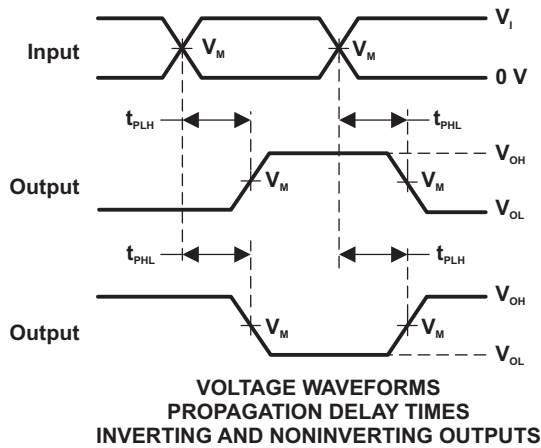 Input
V_M
V_M
V_I
0 V
t_PLH
t_PHL
Output
V_M
V_M
V_OH
V_OL
t_PHL
t_PLH
Output
V_M
V_M
V_OH
V_OL
VOLTAGE WAVEFORMS
PROPAGATION DELAY TIMES
INVERTING AND NONINVERTING OUTPUTS